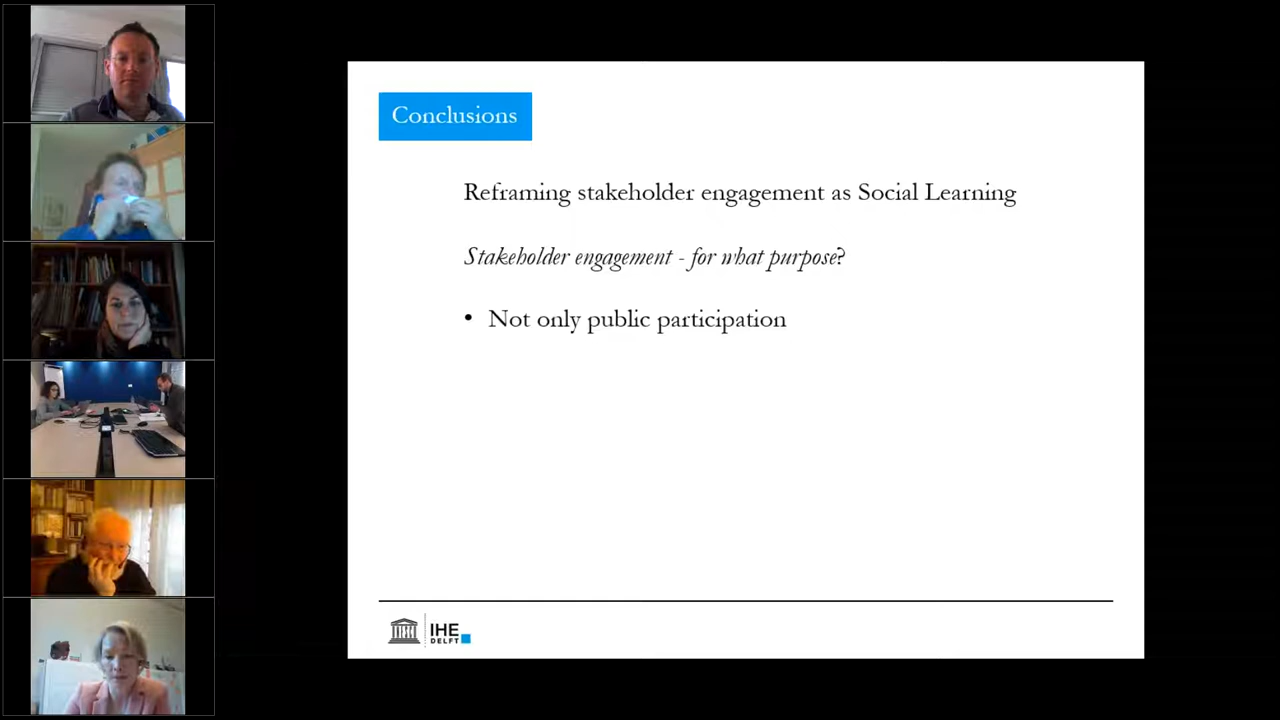 Conclusions
Reframing stakeholder engagement as Social Learning
Stakeholder engagement - for what purpose?
• Not only public participation
IHE
DELFT